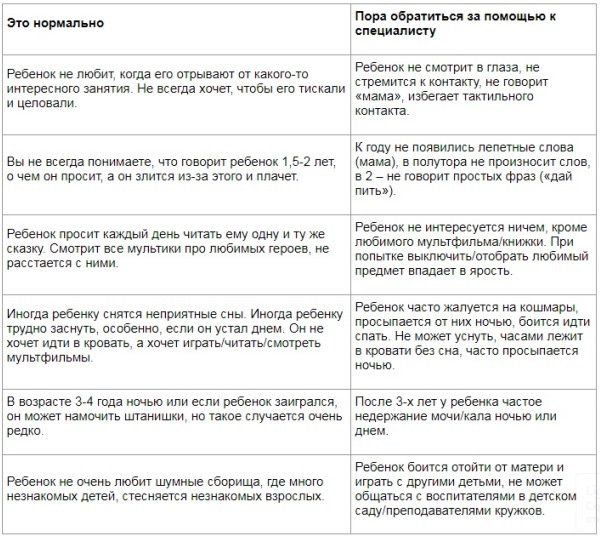 Это нормально
Пора обратиться за помощью к
специалисту
Ребенок не любит, когда его отрывают от какого-то
интересного занятия. Не всегда хочет, чтобы его тискали
и целовали.
Ребенок не смотрит в глаза, не
стремится к контакту, не говорит
«мама», избегает тактильного
контакта.
Вы не всегда понимаете, что говорит ребенок 1,5-2 лет,
о чем он просит, а он злится из-за этого и плачет.
К году не появились лепетные слова
(мама), в полутора не произносит слов,
в 2 – не говорит простых фраз («дай
пить»).
Ребенок просит каждый день читать ему одну и ту же
сказку. Смотрит все мультики про любимых героев, не
расстается с ними.
Ребенок не интересуется ничем, кроме
любимого мультфильма/книжки. При
попытке выключить/отобрать любимый
предмет впадает в ярость.
Иногда ребенку снятся неприятные сны. Иногда ребенку
трудно заснуть, особенно, если он устал днем. Он не
хочет идти в кровать, а хочет играть/читать/смотреть
мультфильмы.
Ребенок часто жалуется на кошмары,
просыпается от них ночью, боится идти
спать. Не может уснуть, часами лежит
в кровати без сна, часто просыпается
ночью.
В возрасте 3-4 года ночью или если ребенок заигрался,
он может намочить штанишки, но такое случается очень
редко.
После 3-х лет у ребенка частое
недержание мочи/кала ночью или
днем.
Ребенок не очень любит шумные сборища, где много
незнакомых детей, стесняется незнакомых взрослых.
Ребенок боится отойти от матери и
играть с другими детьми, не может
общаться с воспитателями в детском
саду/преподавателями кружков.